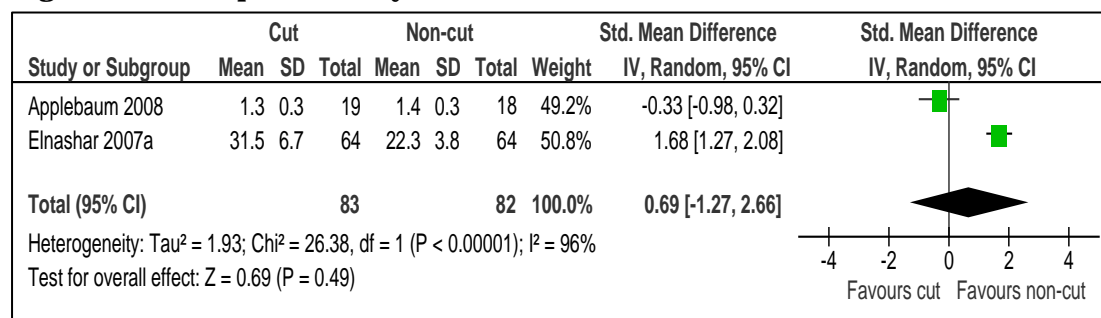 Cut Non-cut Std. Mean Difference Std. Mean Difference
Study or Subgroup Mean SD Total Mean SD Total Weight IV, Random, 95% CI IV, Random, 95% CI
Applebaum 2008 1.3 0.3 19 1.4 0.3 18 49.2% -0.33 [-0.98, 0.32]
Elnashar 2007a 31.5 6.7 64 22.3 3.8 64 50.8% 1.68 [1.27, 2.08]
Total (95% CI) 83 82 100.0% 0.69 [-1.27, 2.66]
Heterogeneity: Tau² = 1.93; Chi² = 26.38, df = 1 (P < 0.00001); I² = 96%
Test for overall effect: Z = 0.69 (P = 0.49)
-4 -2 0 2 4
Favours cut Favours non-cut